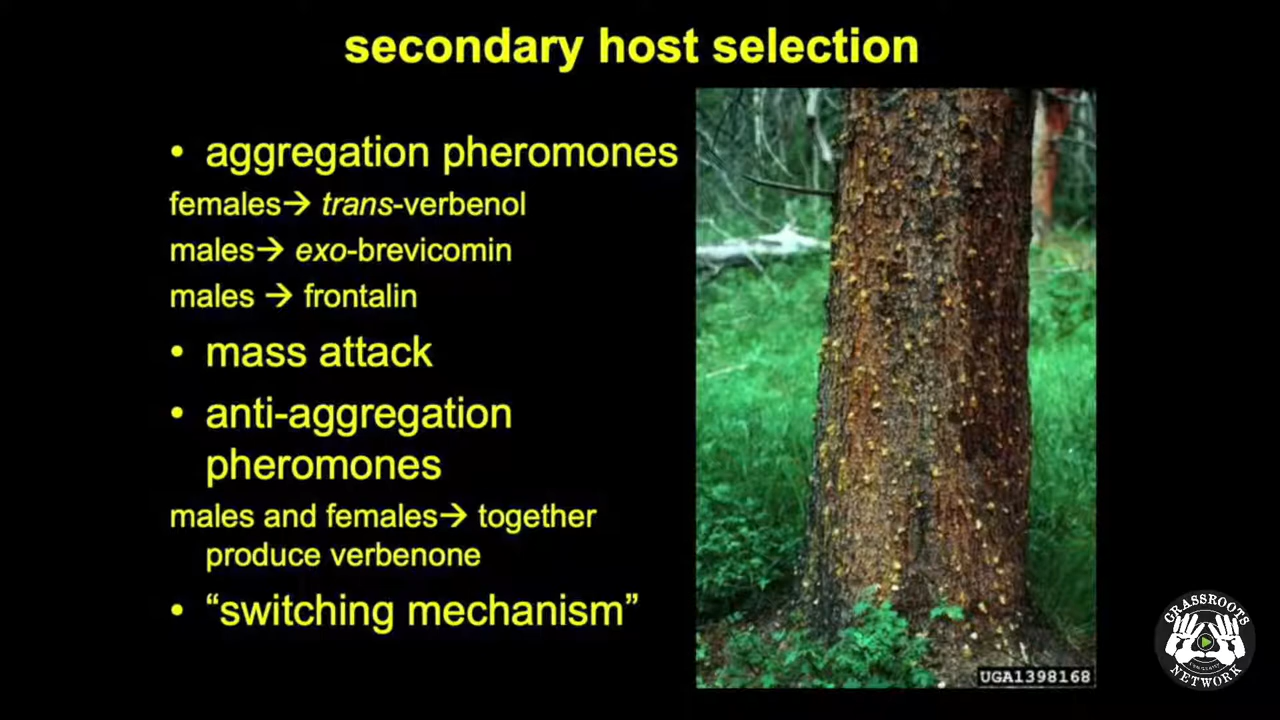 secondary host selection
• aggregation pheromones
females→ trans-verbenol
males→ exo-brevicomin
males → frontalin
• mass attack
• anti-aggregation
pheromones
males and females→ together
produce verbenone
• “switching mechanism”
UGA1398168
GRASSROOTS
NETWORK